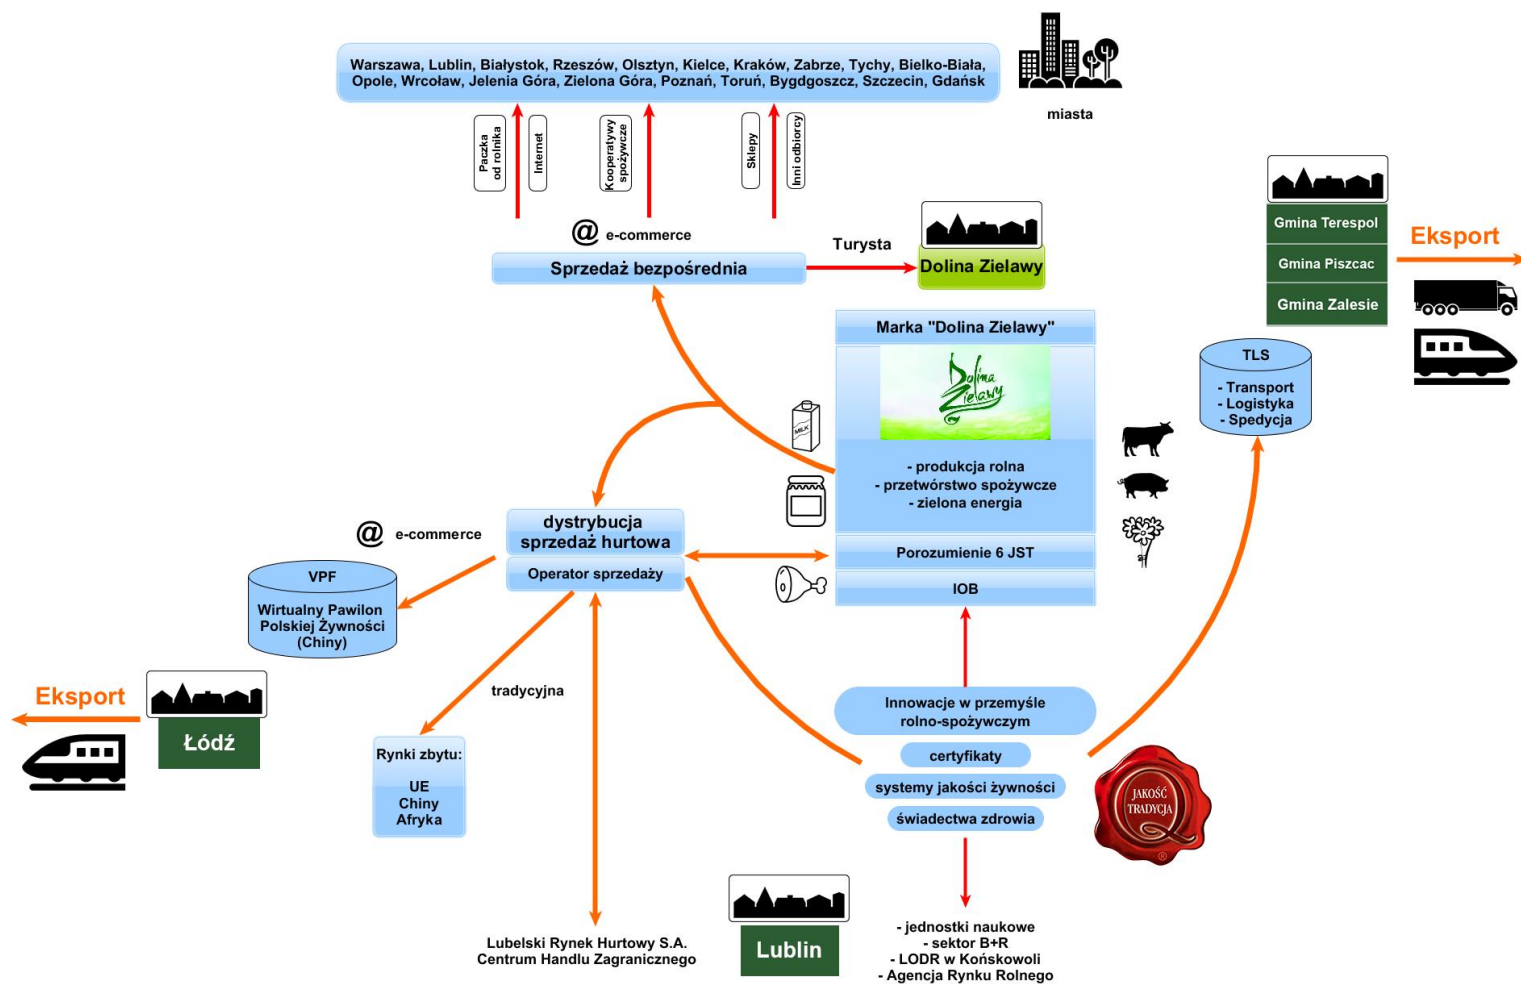 Warszawa, Lublin, Białystok, Rzeszów, Olsztyn, Kielce, Kraków, Zabrze, Tychy, Bielko-Biała,
Opole, Wrcoław, Jelenia Góra, Zielona Góra, Poznań, Toruń, Bygdgoszcz, Szczecin, Gdańsk
miasta
Paczka
od rolnika
Internet
Kooperatywy
spożywcze
Sklepy
Inni odbiorcy
@ e-commerce
Sprzedaż bezpośrednia
Turysta
Dolina Zielawy
Gmina Terespol
Gmina Piszcac
Gmina Zalesie
Eksport
Marka "Dolina Zielawy"
Dolina
Zielawy
- produkcja rolna
- przetwórstwo spożywcze
- zielona energia
Porozumienie 6 JST
IOB
MILK
TLS
- Transport
- Logistyka
- Spedycja
dystrybucja
sprzedaż hurtowa
Operator sprzedaży
@ e-commerce
VPF
Wirtualny Pawilon
Polskiej Żywności
(Chiny)
Eksport
Łódź
tradycyjna
Rynki zbytu:
UE
Chiny
Afryka
Innowacje w przemyśle
rolno-spożywczym
certyfikaty
systemy jakości żywności
świadectwa zdrowia
JAKOŚĆ
TRADYCJA
®
Lubelski Rynek Hurtowy S.A.
Centrum Handlu Zagranicznego
Lublin
- jednostki naukowe
- sektor B+R
- LODR w Końskowoli
- Agencja Rynku Rolnego